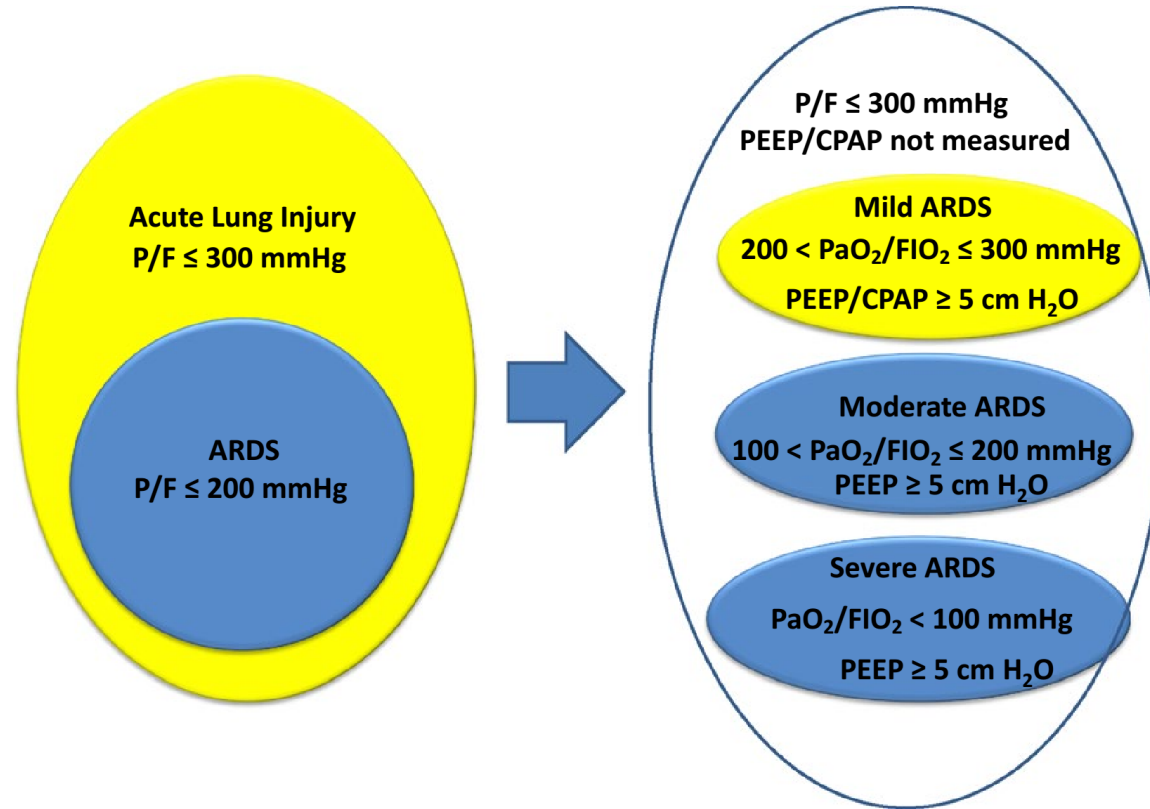 Acute Lung Injury
P/F ≤ 300 mmHg
ARDS
P/F ≤ 200 mmHg
P/F ≤ 300 mmHg
PEEP/CPAP not measured
Mild ARDS
200 < PaO₂/FIO₂ ≤ 300 mmHg
PEEP/CPAP ≥ 5 cm H₂O
Moderate ARDS
100 < PaO₂/FIO₂ ≤ 200 mmHg
PEEP ≥ 5 cm H₂O
Severe ARDS
PaO₂/FIO₂ < 100 mmHg
PEEP ≥ 5 cm H₂O